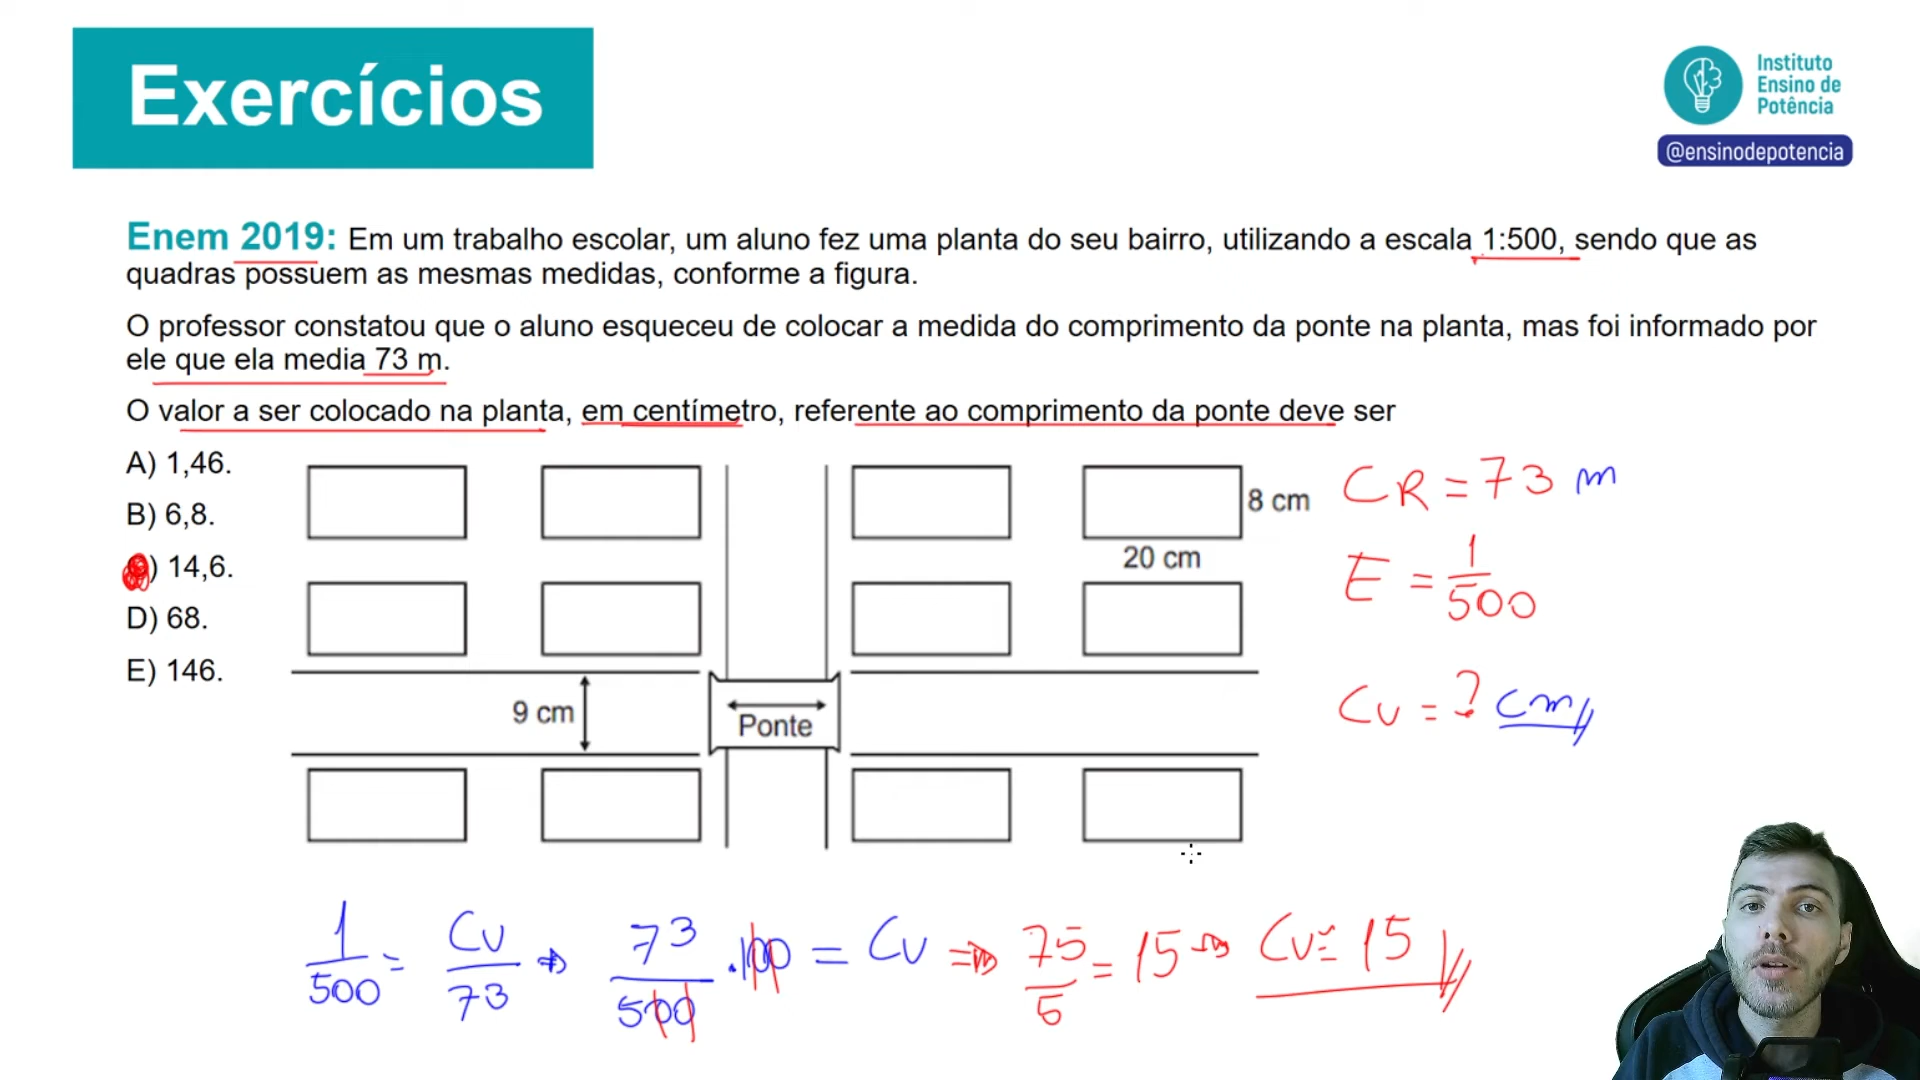 Exercícios
Instituto
Ensino de
Potência
@ensinodepotencia
Enem 2019: Em um trabalho escolar, um aluno fez uma planta do seu bairro, utilizando a escala 1:500, sendo que as
quadras possuem as mesmas medidas, conforme a figura.
O professor constatou que o aluno esqueceu de colocar a medida do comprimento da ponte na planta, mas foi informado por
ele que ela media 73 m.
O valor a ser colocado na planta, em centímetro, referente ao comprimento da ponte deve ser
A) 1,46.
B) 6,8.
) 14,6.
D) 68.
E) 146.
8 cm
20 cm
9 cm
Ponte
CR = 73 m
E = 1/500
Cv = ? cm
1/500 = Cv/73 ⇒ 73/500 . 100 = Cv ⇒ 75/5 = 15 → Cv ≅ 15